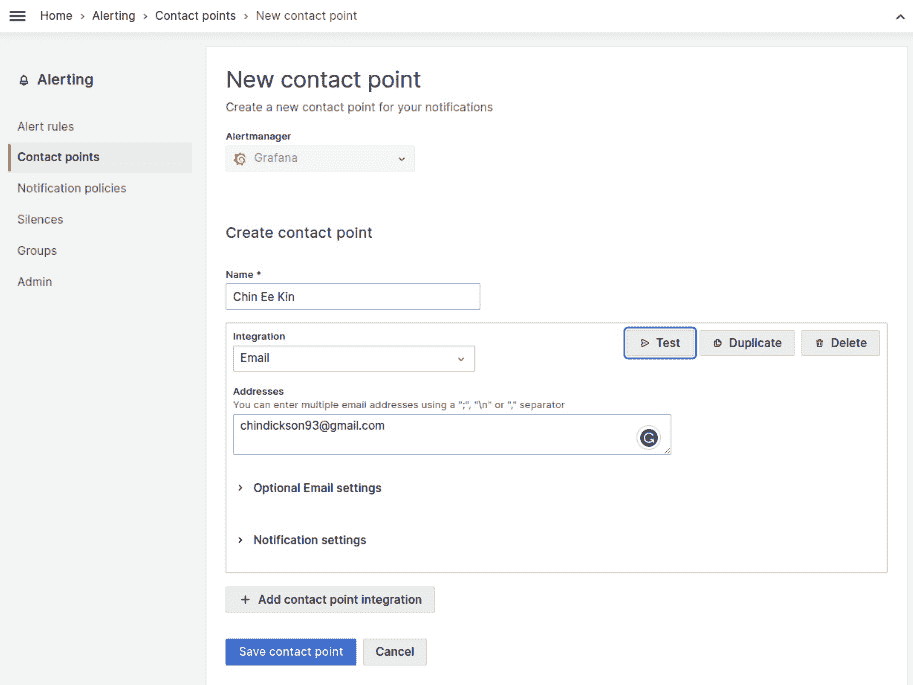 Home › Alerting › Contact points › New contact point
Alerting
Alert rules
Contact points
Notification policies
Silences
Groups
Admin
New contact point
Create a new contact point for your notifications
Alertmanager
Grafana
Create contact point
Name *
Chin Ee Kin
Integration
Email
Test
Duplicate
Delete
Addresses
You can enter multiple email addresses using a ";", "\n" or "," separator
chindickson93@gmail.com
Optional Email settings
Notification settings
+ Add contact point integration
Save contact point
Cancel